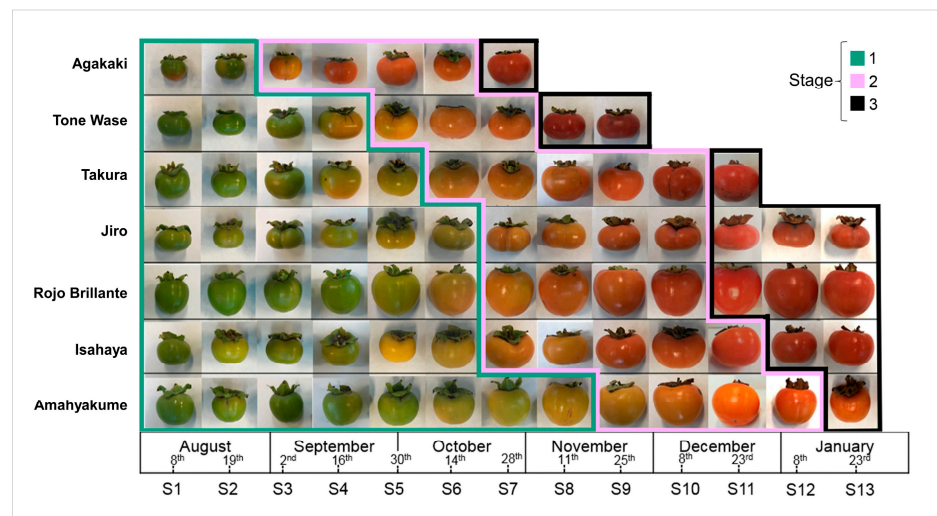 Agakaki
Tone Wase
Takura
Jiro
Rojo Brillante
Isahaya
Amahyakume
Stage
1
2
3
August September October November December January
8th 19th 2nd 16th 30th 14th 28th 11th 25th 8th 23rd 8th 23rd
S1 S2 S3 S4 S5 S6 S7 S8 S9 S10 S11 S12 S13